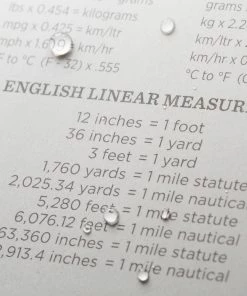 grams
lbs x 0.454 = kilograms
mpg x 0.425 = km/ltr
mph x 1.609 km/hr
F to °C (F - 32) x .555
grams
kg x 2.2
km/ltr x
km/hr x 0
°C to °F (C
ENGLISH LINEAR MEASURE
12 inches = 1 foot
36 inches = 1 yard
3 feet = 1 yard
1,760 yards = 1 mile statute
2,025.34 yards = 1 mile nautical
5,280 feet = 1 mile statute
6,076.12 feet = 1 mile nautical
63,360 inches = 1 mile statute
2,913.4 inches = 1 mile nautical